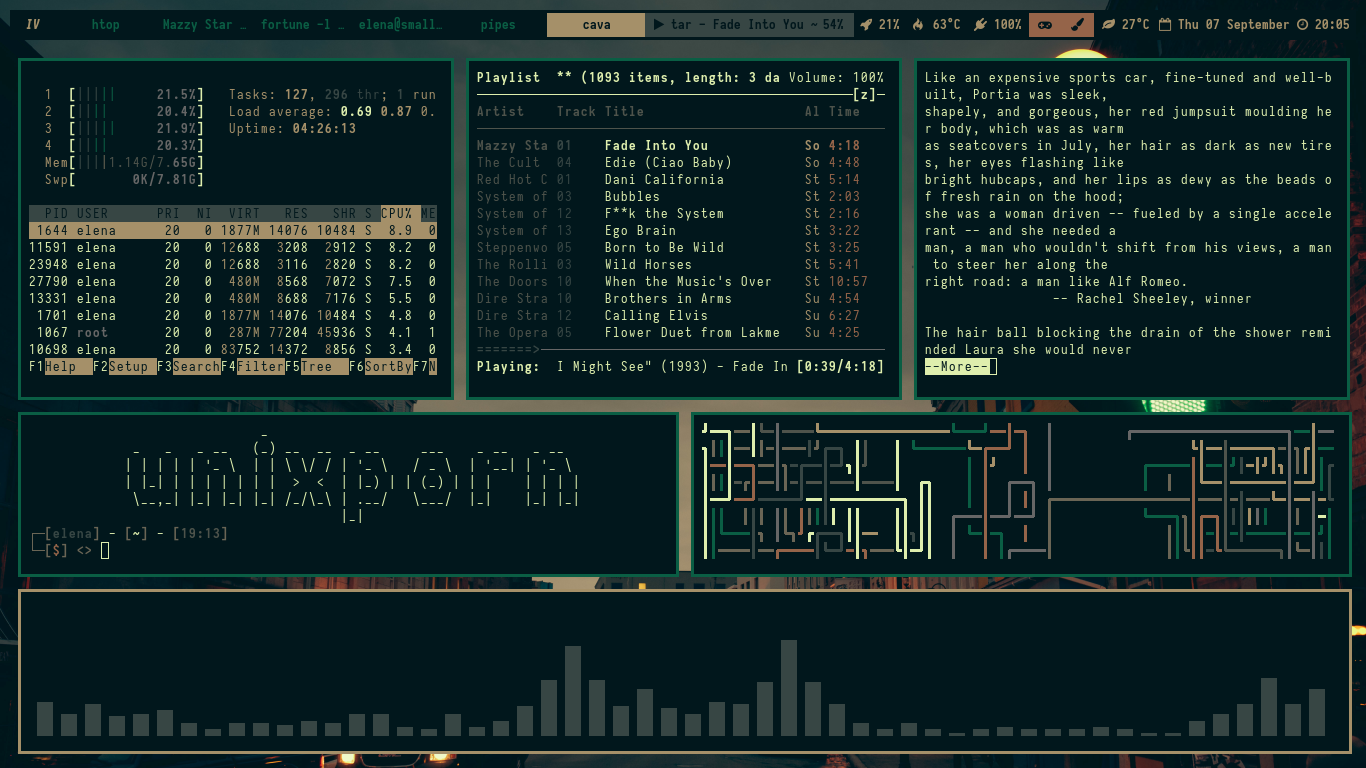 IV htop Mazzy Star … fortune -l … elena@small… pipes cava ▶ tar - Fade Into You ~ 54% 21% 63°C 100% 27°C Thu 07 September 20:05
1 [||||| 21.5%] Tasks: 127, 296 thr; 1 run
2 [|||| 20.4%] Load average: 0.69 0.87 0.
3 [||||| 21.9%] Uptime: 04:26:13
4 [|||| 20.3%]
Mem[||||1.14G/7.65G]
Swp[ 0K/7.81G]
PID USER PRI NI VIRT RES SHR S CPU% ME
1644 elena 20 0 1877M 14076 10484 S 8.9 0
11591 elena 20 0 12688 3208 2912 S 8.2 0
23948 elena 20 0 12688 3116 2820 S 8.2 0
27790 elena 20 0 480M 8568 7072 S 7.5 0
13331 elena 20 0 480M 8688 7176 S 5.5 0
1701 elena 20 0 1877M 14076 10484 S 4.8 0
1067 root 20 0 287M 77204 45936 S 4.1 1
10698 elena 20 0 83752 14372 8856 S 3.4 0
F1Help F2Setup F3SearchF4FilterF5Tree F6SortByF7N
Playlist ** (1093 items, length: 3 da Volume: 100%
[z]
Artist Track Title Al Time
Mazzy Sta 01 Fade Into You So 4:18
The Cult 04 Edie (Ciao Baby) So 4:48
Red Hot C 01 Dani California St 5:14
System of 03 Bubbles St 2:03
System of 12 F**k the System St 2:16
System of 13 Ego Brain St 3:22
Steppenwo 05 Born to Be Wild St 3:25
The Rolli 03 Wild Horses St 5:41
The Doors 10 When the Music's Over St 10:57
Dire Stra 10 Brothers in Arms Su 4:54
Dire Stra 12 Calling Elvis Su 6:27
The Opera 05 Flower Duet from Lakme Su 4:25
=======>
Playing: I Might See" (1993) - Fade In [0:39/4:18]
Like an expensive sports car, fine-tuned and well-b
uilt, Portia was sleek,
shapely, and gorgeous, her red jumpsuit moulding he
r body, which was as warm
as seatcovers in July, her hair as dark as new tire
s, her eyes flashing like
bright hubcaps, and her lips as dewy as the beads o
f fresh rain on the hood;
she was a woman driven -- fueled by a single accele
rant -- and she needed a
man, a man who wouldn't shift from his views, a man
to steer her along the
right road: a man like Alf Romeo.
-- Rachel Sheeley, winner
The hair ball blocking the drain of the shower remi
nded Laura she would never
--More--
unixporn
[elena] - [~] - [19:13]
[$] <>